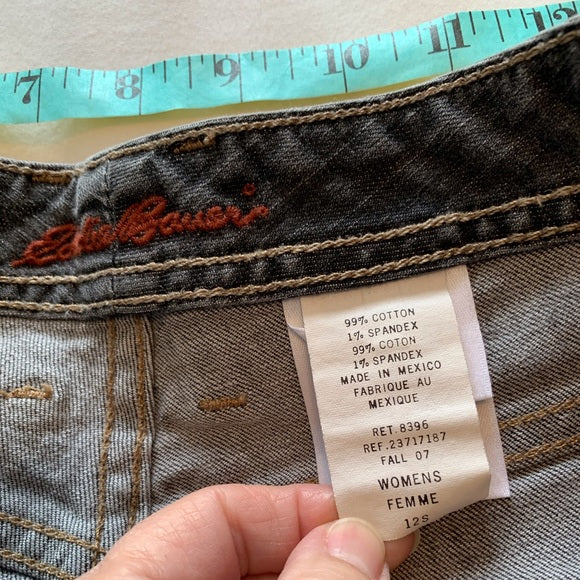 7 8 9 10 11 12
Eddie Bauer
99% COTTON
1% SPANDEX
99% COTON
1% SPANDEX
MADE IN MEXICO
FABRIQUE AU
MEXIQUE
RET.8396
REF.23717187
FALL 07
WOMENS
FEMME
12S